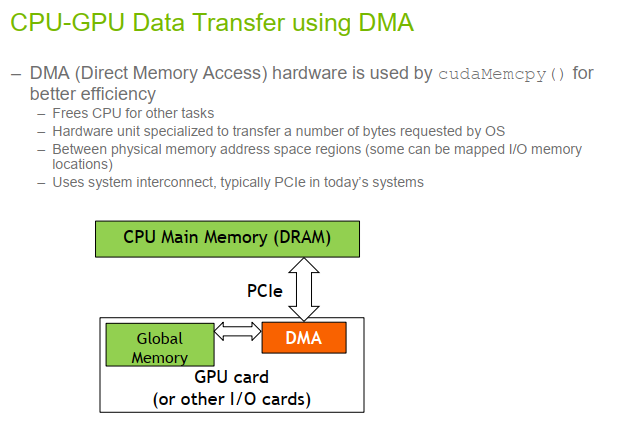 CPU-GPU Data Transfer using DMA
– DMA (Direct Memory Access) hardware is used by cudaMemcpy() for
better efficiency
– Frees CPU for other tasks
– Hardware unit specialized to transfer a number of bytes requested by OS
– Between physical memory address space regions (some can be mapped I/O memory
locations)
– Uses system interconnect, typically PCIe in today’s systems
CPU Main Memory (DRAM)
PCIe
Global
Memory
DMA
GPU card
(or other I/O cards)